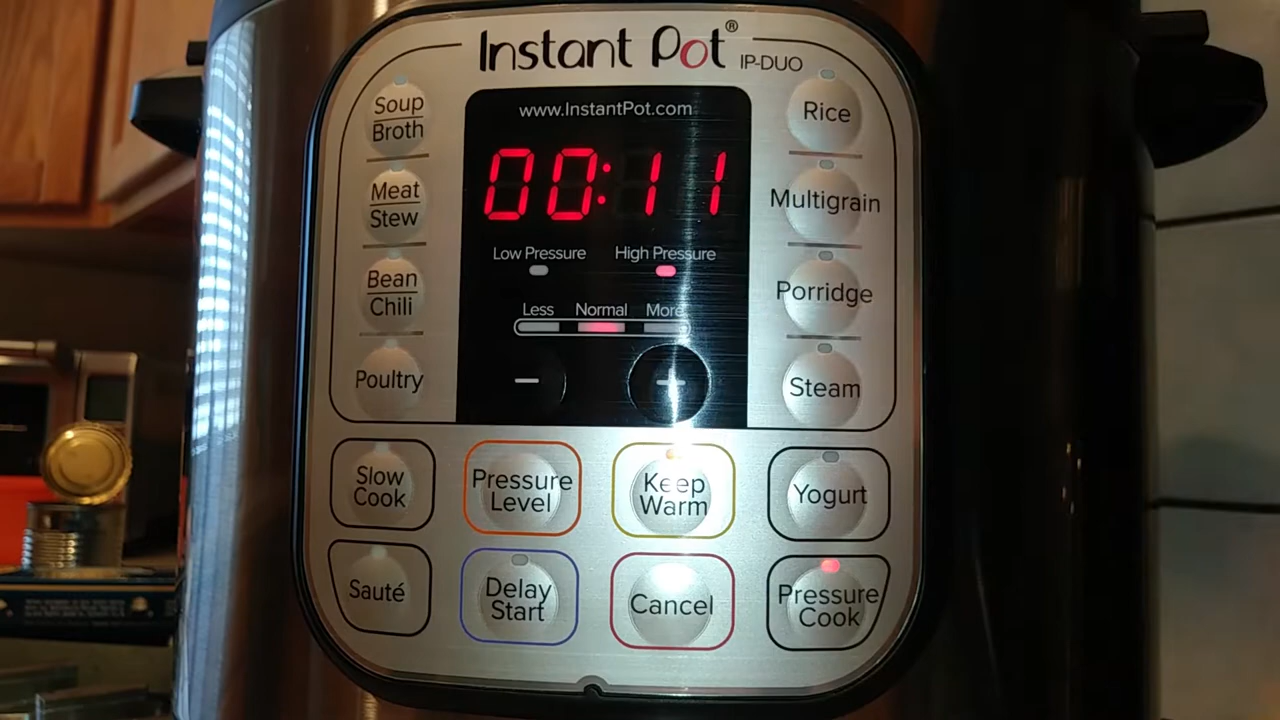 Instant Pot®
IP-DUO
www.InstantPot.com
00:11
Low Pressure
High Pressure
Less
Normal
More
−
+
Soup
Broth
Meat
Stew
Bean
Chili
Poultry
Rice
Multigrain
Porridge
Steam
Slow
Cook
Pressure
Level
Keep
Warm
Yogurt
Sauté
Delay
Start
Cancel
Pressure
Cook